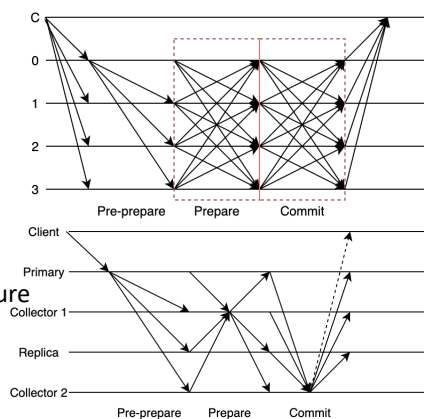 C
0
1
2
3
Pre-prepare Prepare Commit
Client
Primary
ure
Collector 1
Replica
Collector 2
Pre-prepare Prepare Commit